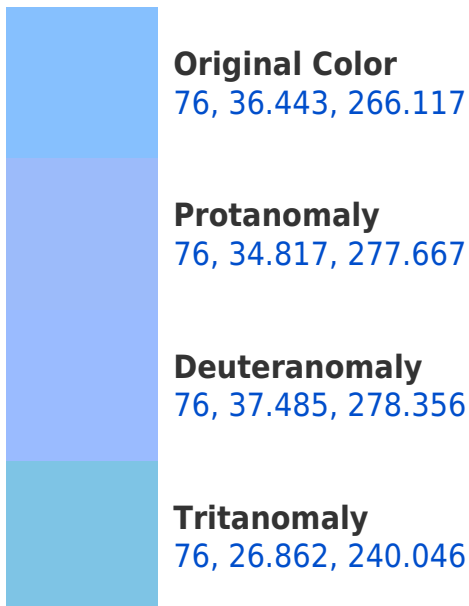 Original Color
76, 36.443, 266.117
Protanomaly
76, 34.817, 277.667
Deuteranomaly
76, 37.485, 278.356
Tritanomaly
76, 26.862, 240.046